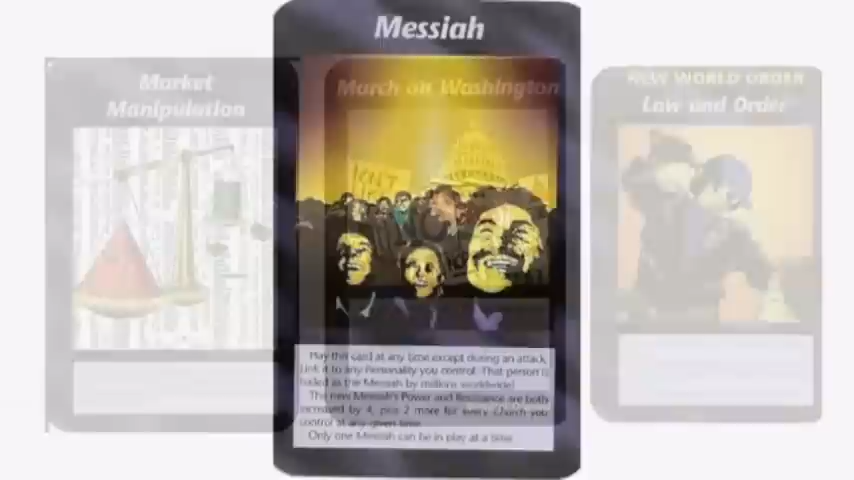 Messiah
Market
Manipulation
March on Washington
NEW WORLD ORDER
Law and Order
Play this card at any time except during an attack.
Link it to any Personality you control. That person is
hailed as the Messiah by millions worldwide!
The new Messiah's Power and Resistance are both
increased by 4, plus 2 more for every Church you
control at any given time.
Only one Messiah can be in play at a time.